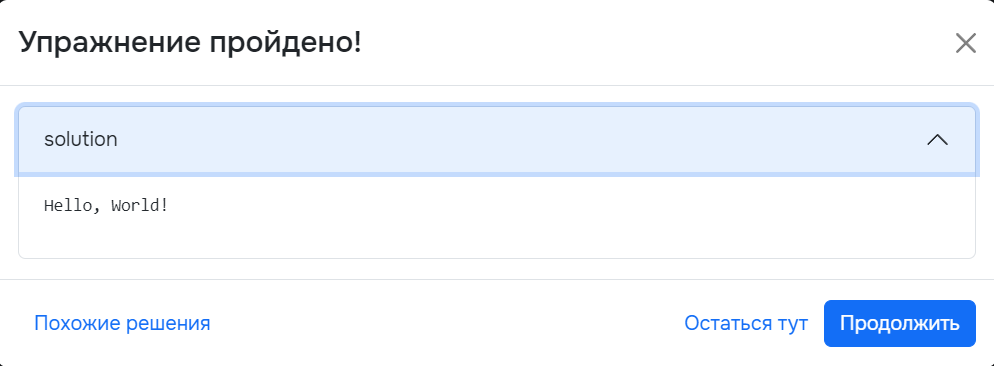 Упражнение пройдено!
solution
Hello, World!
Похожие решения
Остаться тут
Продолжить